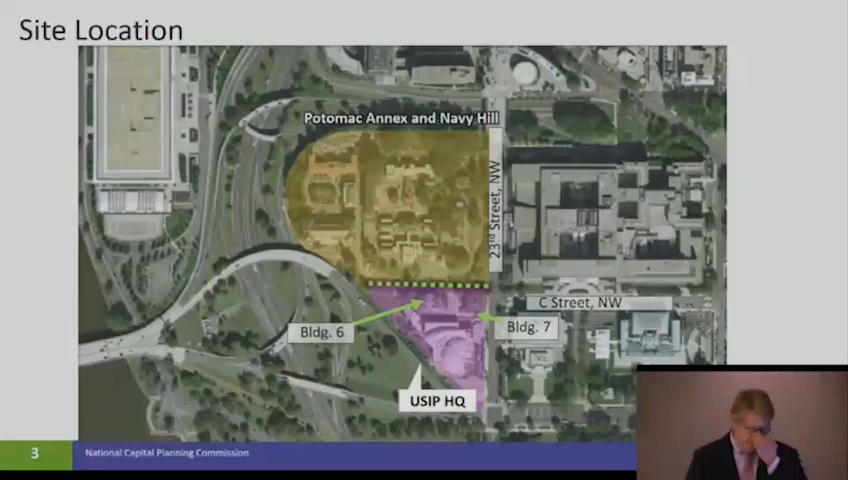 Site Location
Potomac Annex and Navy Hill
23rd Street, NW
C Street, NW
Bldg. 6
Bldg. 7
USIP HQ
3
National Capital Planning Commission